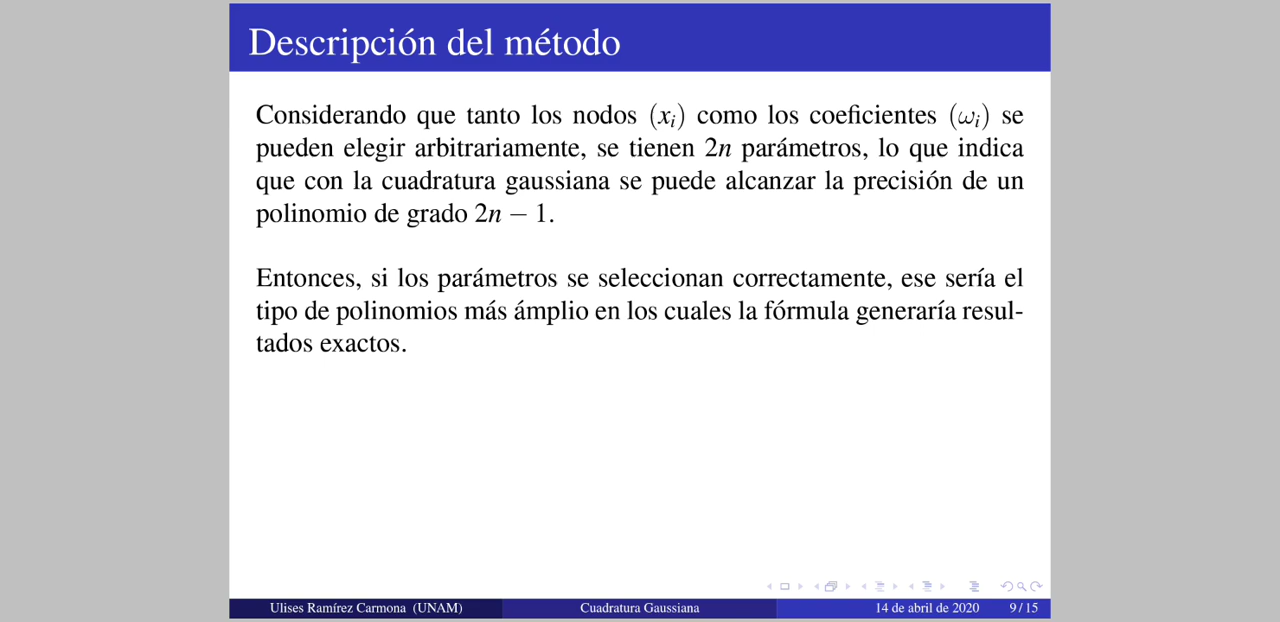 Descripción del método
Considerando que tanto los nodos (xᵢ) como los coeficientes (ωᵢ) se
pueden elegir arbitrariamente, se tienen 2n parámetros, lo que indica
que con la cuadratura gaussiana se puede alcanzar la precisión de un
polinomio de grado 2n − 1.
Entonces, si los parámetros se seleccionan correctamente, ese sería el
tipo de polinomios más ámplio en los cuales la fórmula generaría resul-
tados exactos.
Ulises Ramírez Carmona (UNAM) Cuadratura Gaussiana 14 de abril de 2020 9 / 15